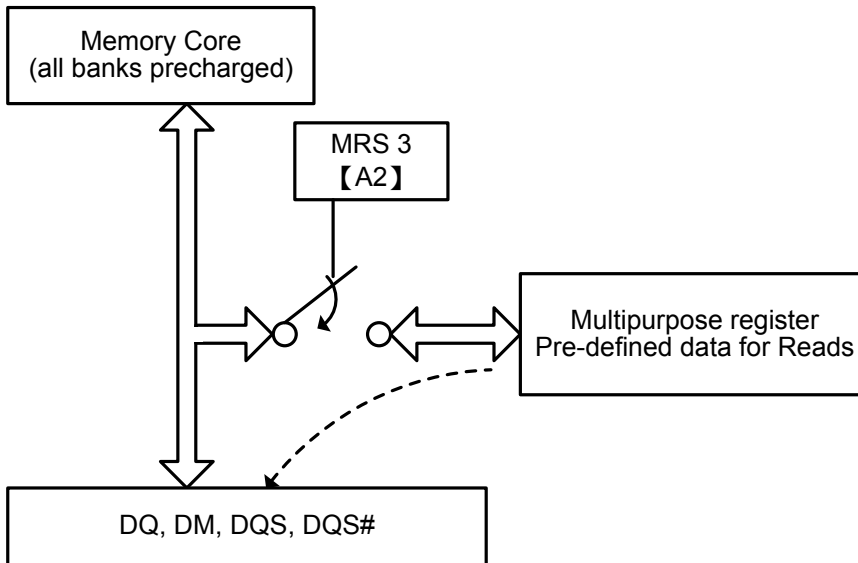 Memory Core
(all banks precharged)
MRS 3
【A2】
Multipurpose register
Pre-defined data for Reads
DQ, DM, DQS, DQS#